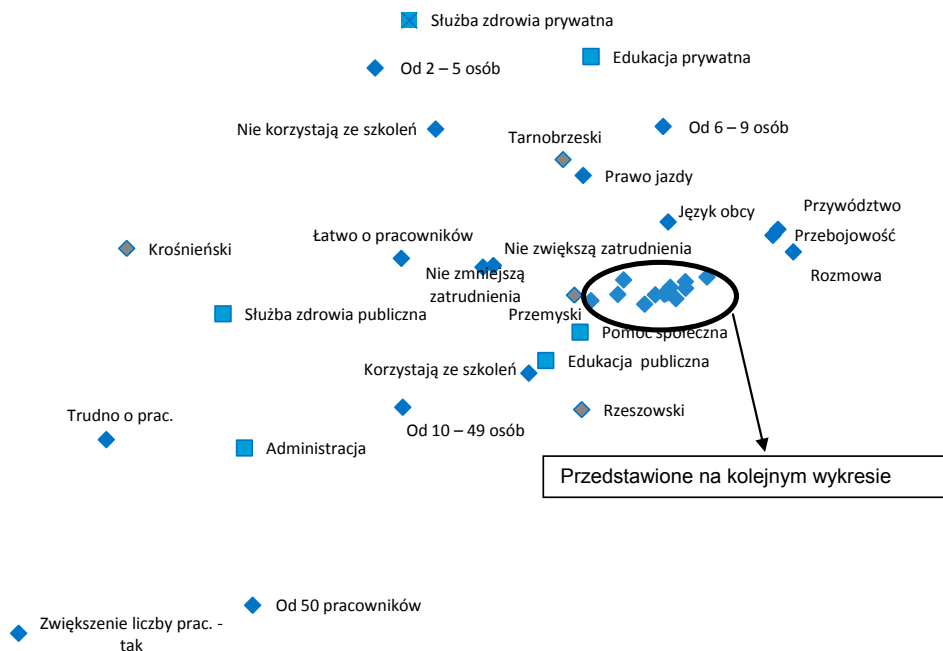 Służba zdrowia prywatna
Edukacja prywatna
Od 2 – 5 osób
Nie korzystają ze szkoleń
Od 6 – 9 osób
Tarnobrzeski
Prawo jazdy
Język obcy
Przywództwo
Przebojowość
Rozmowa
Krośnieński
Łatwo o pracowników
Nie zwiększą zatrudnienia
Nie zmniejszą
zatrudnienia
Przemyski
Służba zdrowia publiczna
Pomoc społeczna
Edukacja publiczna
Korzystają ze szkoleń
Rzeszowski
Trudno o prac.
Od 10 – 49 osób
Administracja
Przedstawione na kolejnym wykresie
Od 50 pracowników
Zwiększenie liczby prac. -
tak